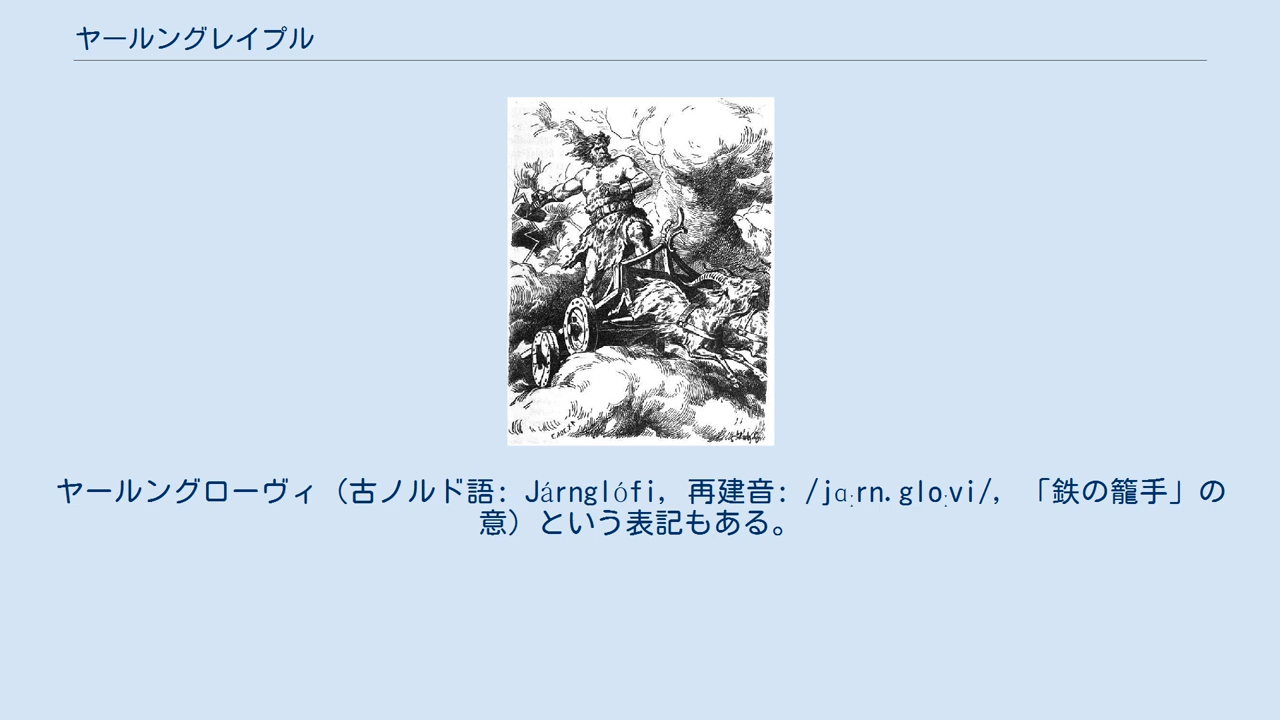 ヤールングレイプル
ヤールングローヴィ（古ノルド語: Járnglófi, 再建音: /jɑːrn.gloːvi/, 「鉄の籠手」の
意）という表記もある。